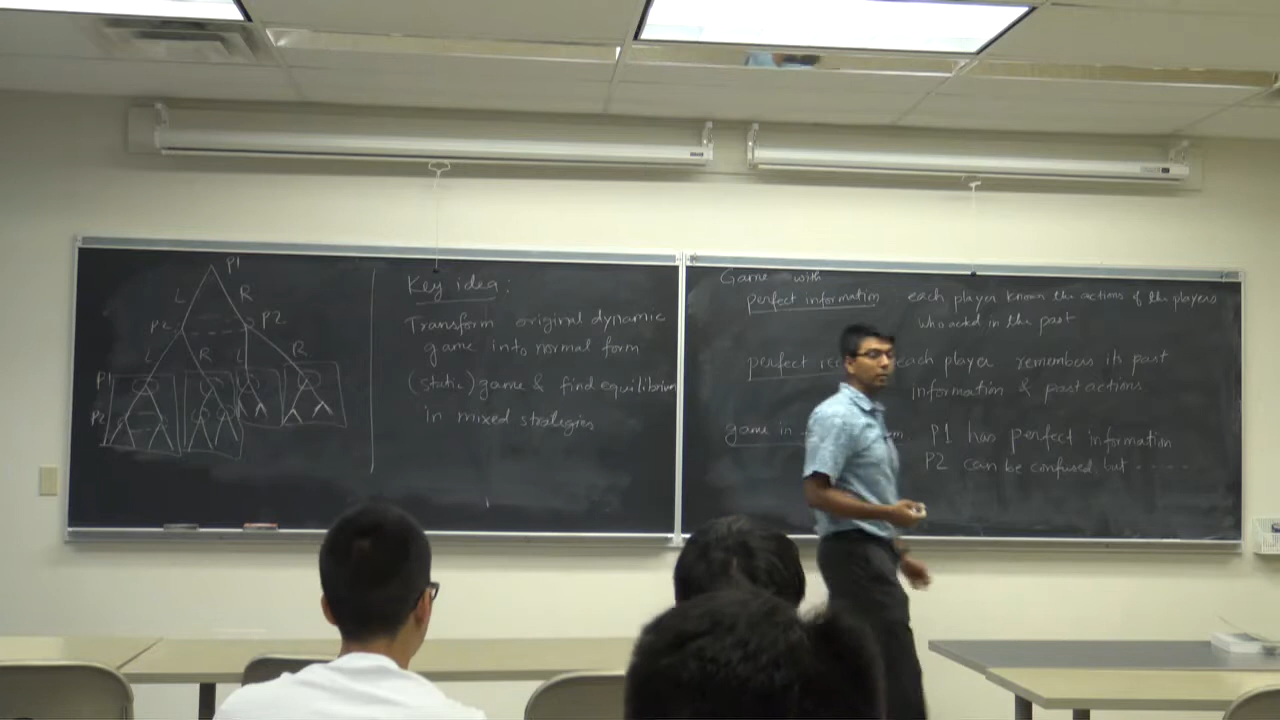 P1
L
R
P2
P2
L
R
L
R
P1
P2
Key idea:
Transform original dynamic
game into normal form
(static) game & find equilibrium
in mixed strategies
Game with
perfect information each player known the actions of all the players
who acted in the past
perfect each player remembers its past
information & past actions
game in P1 has perfect information
P2 can be confused, but -----